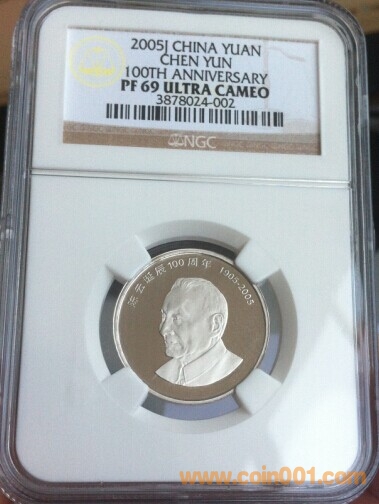 2005J CHINA YUAN
CHEN YUN
100TH ANNIVERSARY
PF 69 ULTRA CAMEO
3878024-002
NGC
陈云诞辰100周年 1905-2005
www.coin001.com